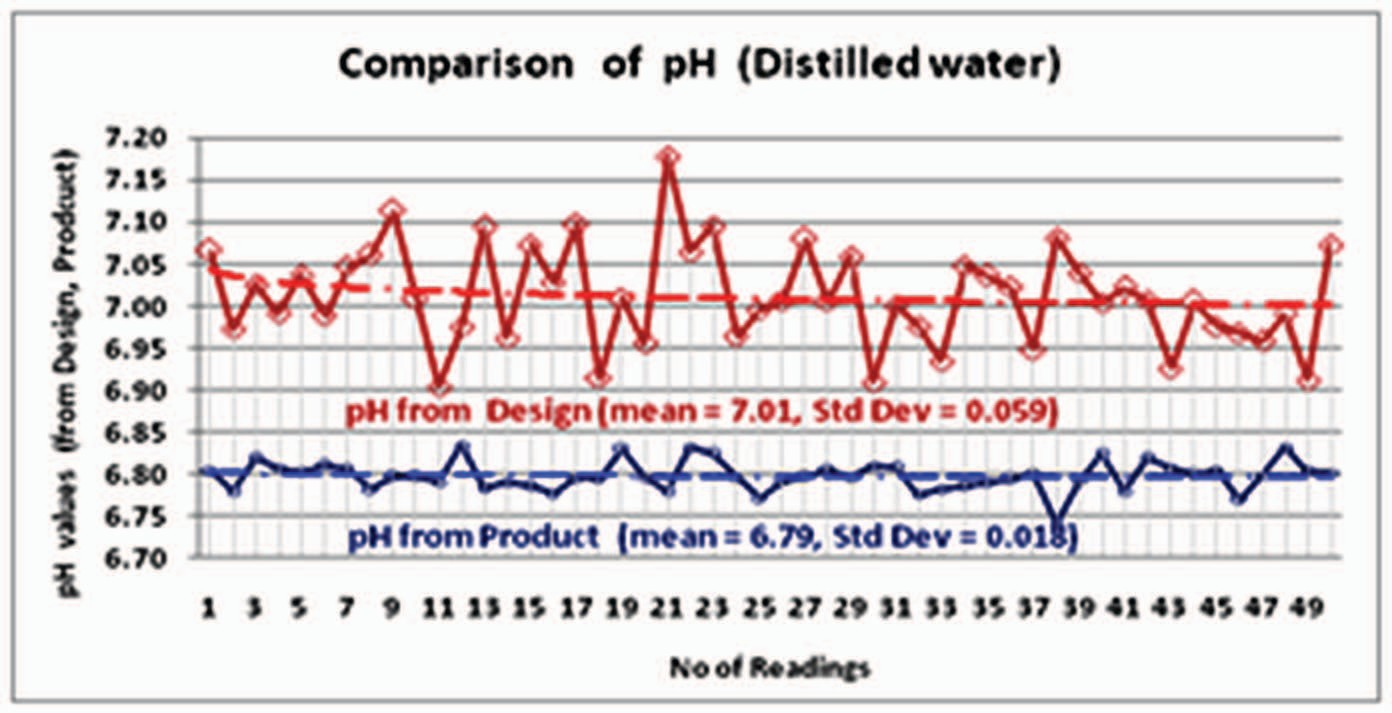 Comparison of pH (Distilled water)
pH values (from Design, Product)
7.20
7.15
7.10
7.05
7.00
6.95
6.90
6.85
6.80
6.75
6.70
pH from Design (mean = 7.01, Std Dev = 0.059)
pH from Product (mean = 6.79, Std Dev = 0.018)
1 3 5 7 9 11 13 15 17 19 21 23 25 27 29 31 33 35 37 39 41 43 45 47 49
No of Readings